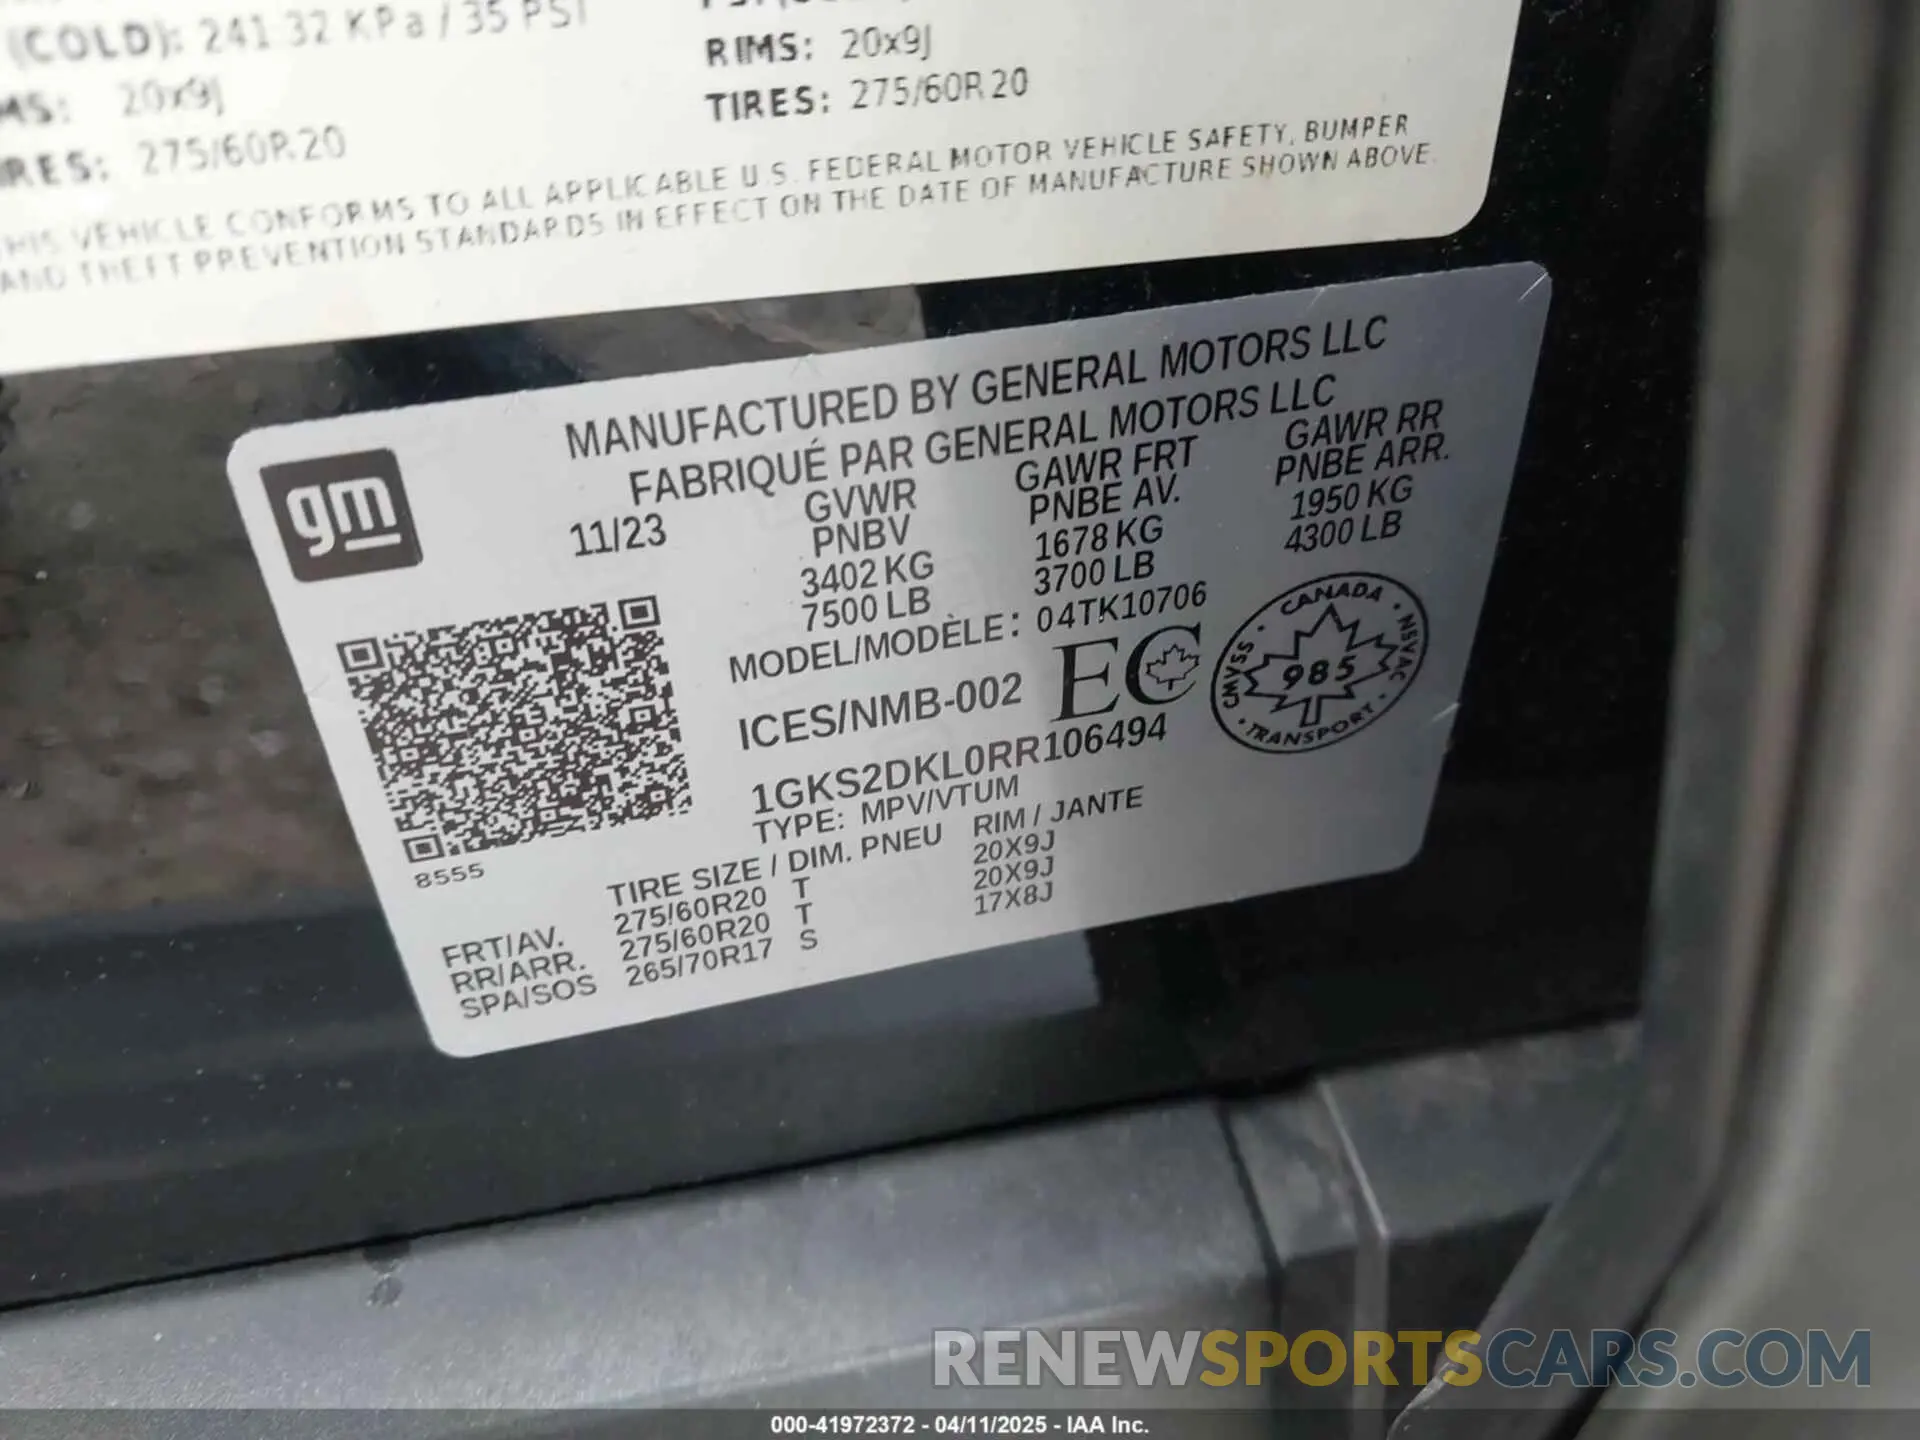 (COLD): 241.32 KPa / 35 PSI
20x9J
275/60R20
RIMS: 20x9J
TIRES: 275/60R20
THIS VEHICLE CONFORMS TO ALL APPLICABLE U.S. FEDERAL MOTOR VEHICLE SAFETY, BUMPER
AND THEFT PREVENTION STANDARDS IN EFFECT ON THE DATE OF MANUFACTURE SHOWN ABOVE.
gm
MANUFACTURED BY GENERAL MOTORS LLC
FABRIQUÉ PAR GENERAL MOTORS LLC
11/23
GVWR
PNBV
3402 KG
7500 LB
GAWR FRT
PNBE AV.
1678 KG
3700 LB
GAWR RR
PNBE ARR.
1950 KG
4300 LB
MODEL/MODÈLE: 04TK10706
ICES/NMB-002 EC
CANADA · NSVAC · TRANSPORT · CMVSS ·
985
1GKS2DKL0RR106494
TYPE: MPV/VTUM
8555
TIRE SIZE / DIM. PNEU RIM / JANTE
FRT/AV. 275/60R20 T 20X9J
RR/ARR. 275/60R20 T 20X9J
SPA/SOS 265/70R17 S 17X8J
RENEWSPORTSCARS.COM
000-41972372 - 04/11/2025 - IAA Inc.